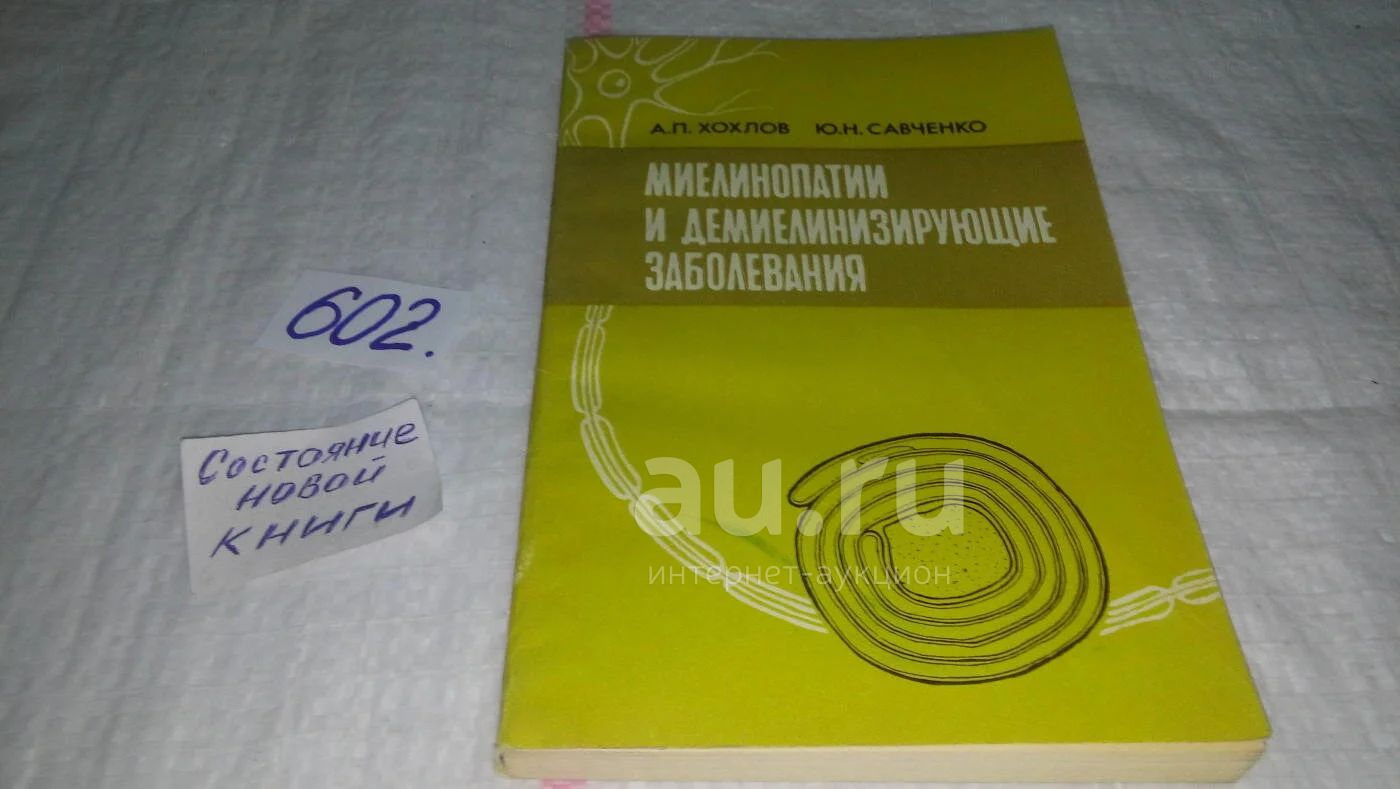 А.П. ХОХЛОВ Ю.Н. САВЧЕНКО
МИЕЛИНОПАТИИ
И ДЕМИЕЛИНИЗИРУЮЩИЕ
ЗАБОЛЕВАНИЯ
602.
Состояние
новой
книги
au.ru
интернет-аукцион